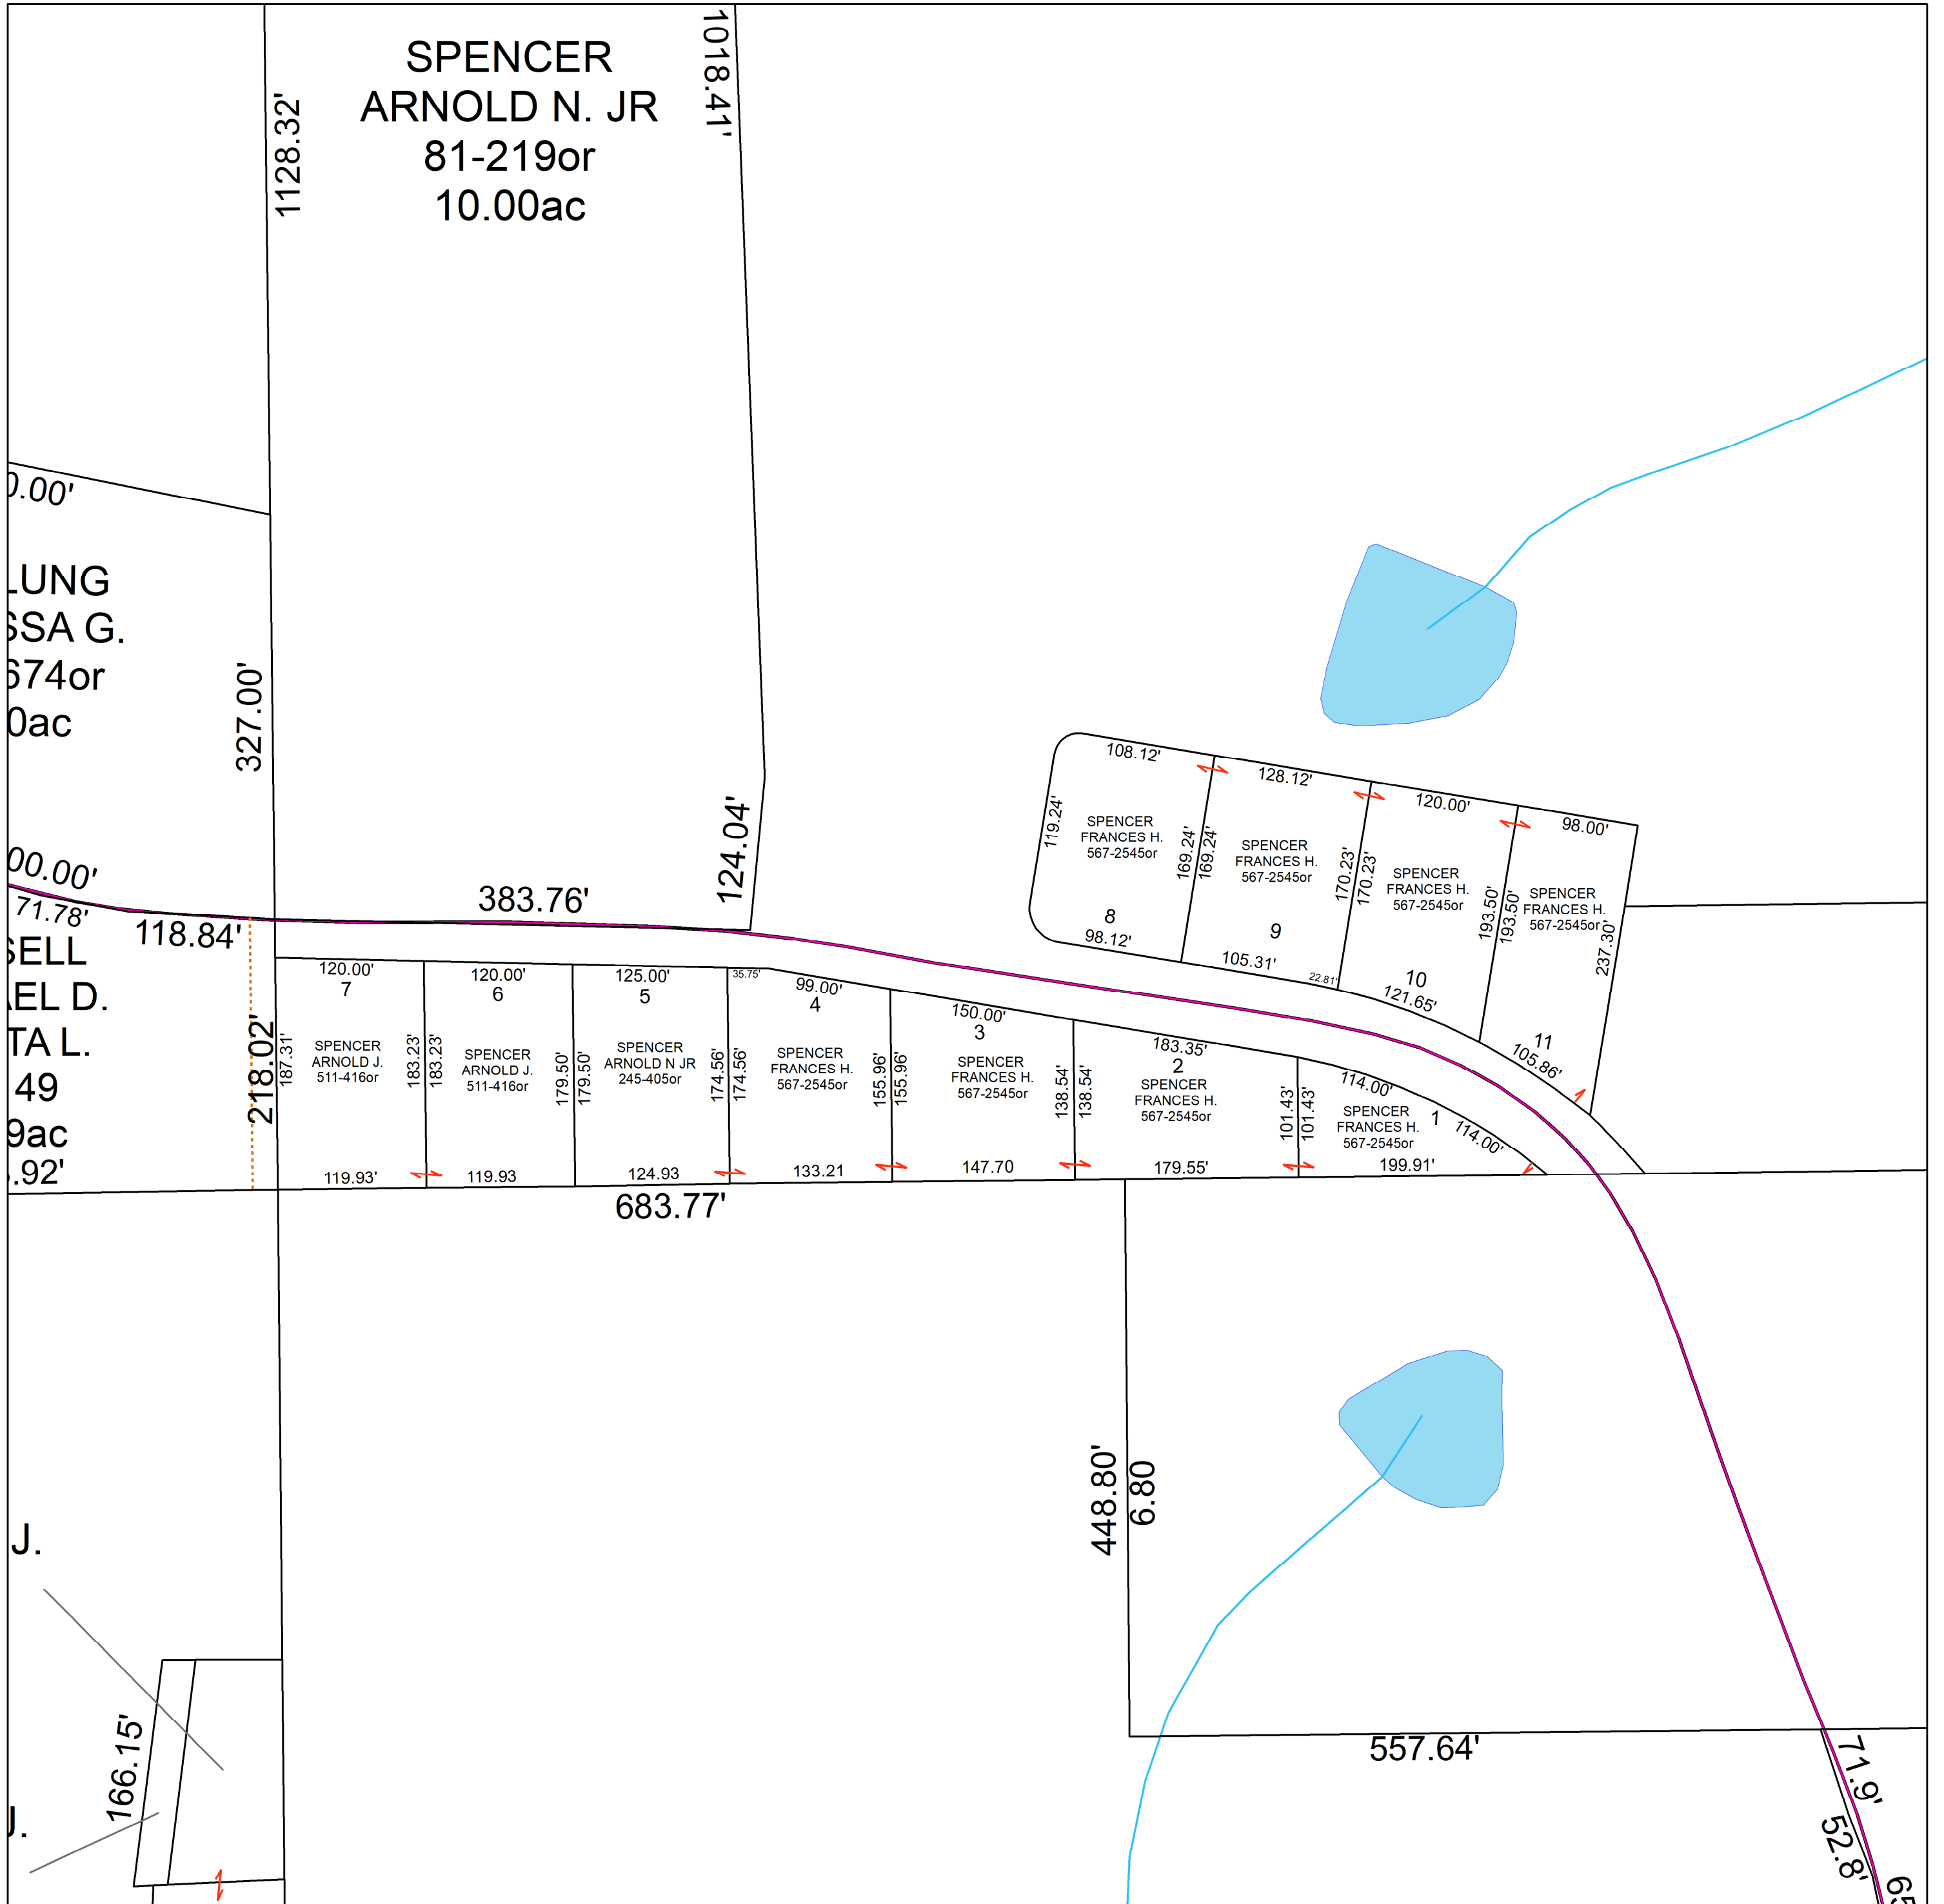 SPENCER
ARNOLD N. JR
81-219or
10.00ac
1128.32'
1018.41'
0.00'
LUNG
SSA G.
674or
0ac
327.00'
124.04'
00.00'
71.78'
118.84'
383.76'
SELL
AEL D.
TA L.
49
9ac
.92'
218.02'
108.12'
128.12'
120.00'
98.00'
119.24'
SPENCER
FRANCES H.
567-2545or
8
98.12'
169.24'
169.24'
SPENCER
FRANCES H.
567-2545or
9
105.31'
22.81'
170.23'
170.23'
SPENCER
FRANCES H.
567-2545or
10
121.65'
193.50'
193.50'
SPENCER
FRANCES H.
567-2545or
11
105.86'
237.30'
120.00'
7
187.31'
SPENCER
ARNOLD J.
511-416or
183.23'
119.93'
120.00'
6
183.23'
SPENCER
ARNOLD J.
511-416or
179.50'
119.93
125.00'
5
179.50'
SPENCER
ARNOLD N JR
245-405or
174.56'
124.93
35.75'
99.00'
4
174.56'
SPENCER
FRANCES H.
567-2545or
155.96'
133.21
150.00'
3
155.96'
SPENCER
FRANCES H.
567-2545or
138.54'
147.70
183.35'
2
138.54'
SPENCER
FRANCES H.
567-2545or
101.43'
179.55'
114.00'
1
101.43'
SPENCER
FRANCES H.
567-2545or
114.00'
199.91'
683.77'
448.80'
6.80
557.64'
J.
166.15'
J.
71.9'
52.8'
65